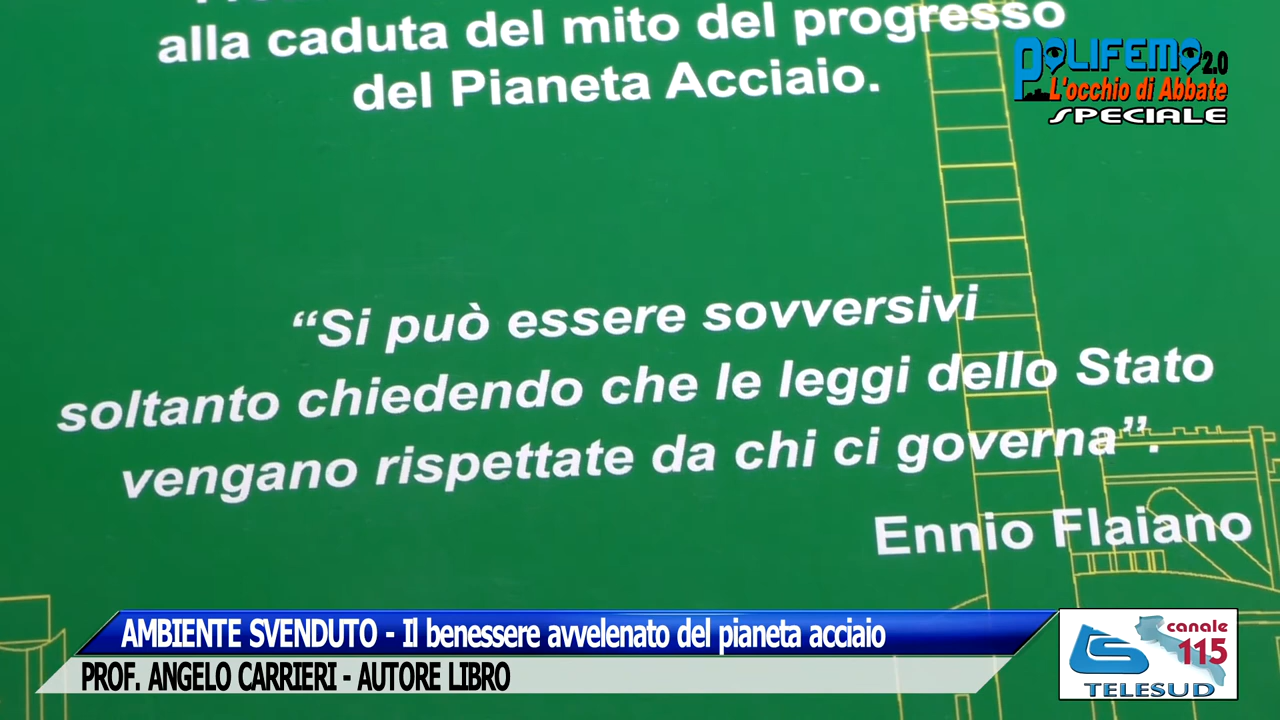 alla caduta del mito del progresso
del Pianeta Acciaio.
POLIFEMO 2.0
L'occhio di Abbate
SPECIALE
“Si può essere sovversivi
soltanto chiedendo che le leggi dello Stato
vengano rispettate da chi ci governa”.
Ennio Flaiano
AMBIENTE SVENDUTO - Il benessere avvelenato del pianeta acciaio
PROF. ANGELO CARRIERI - AUTORE LIBRO
canale
115
TELESUD